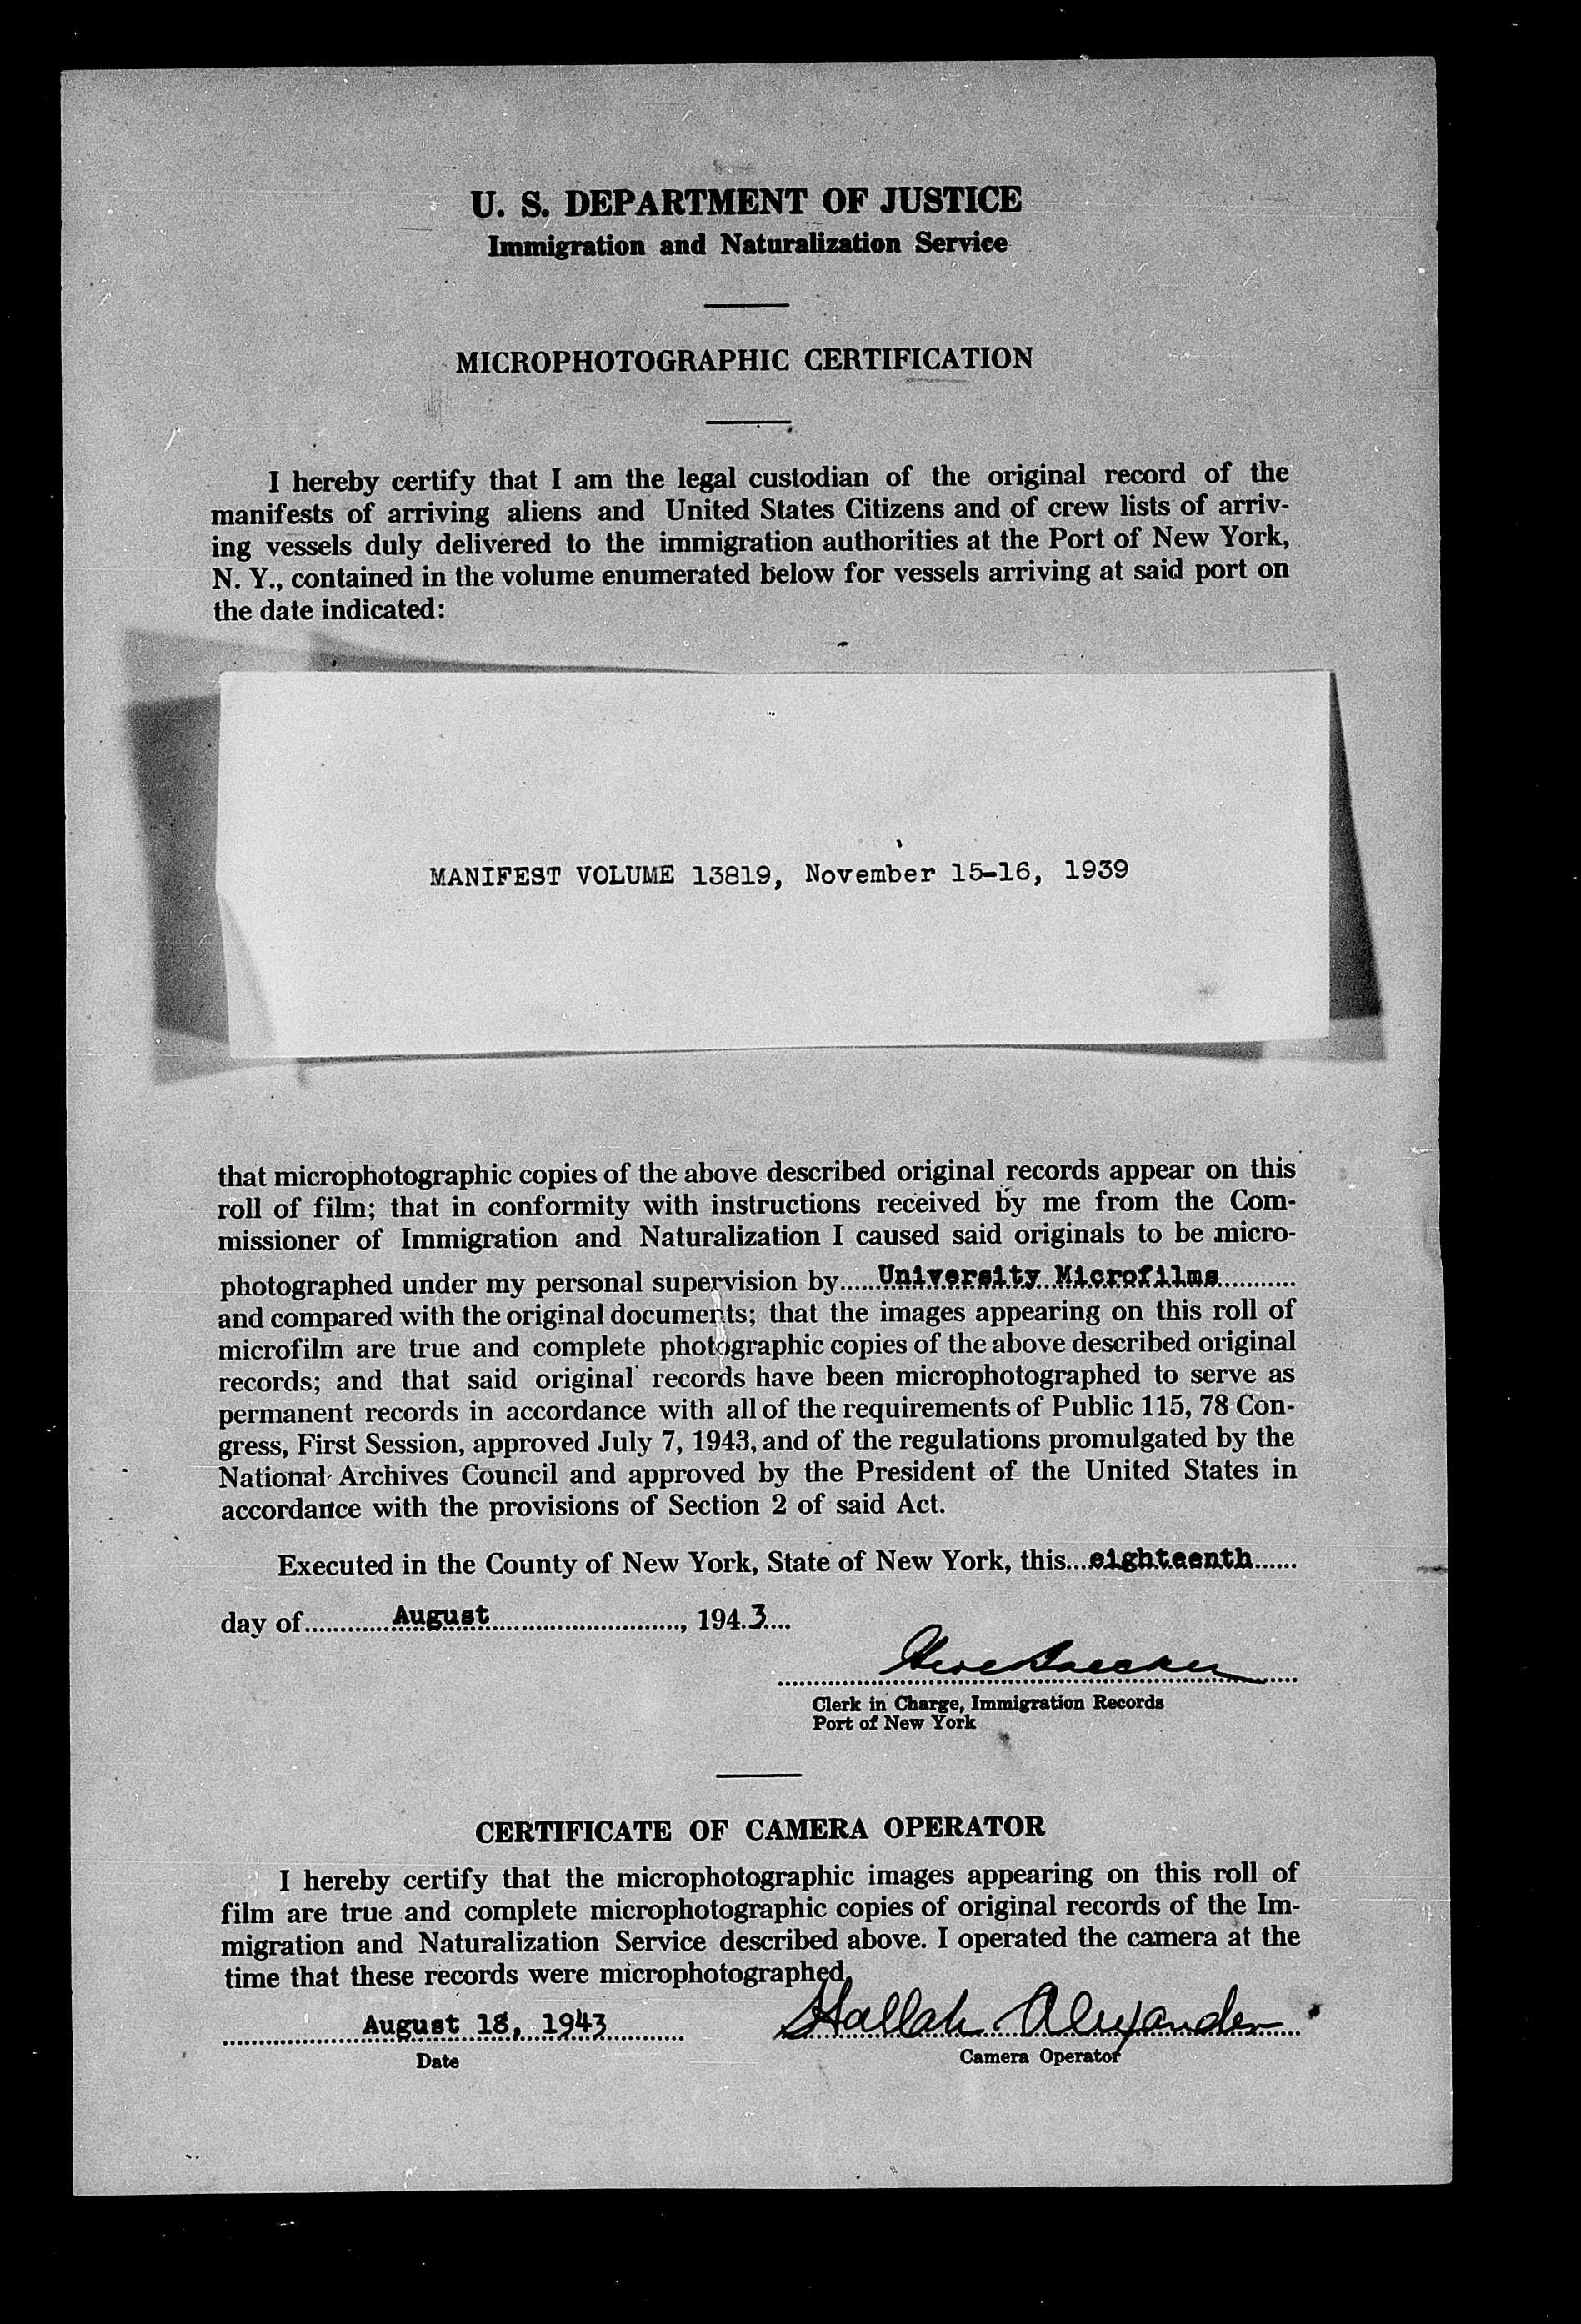 U. S. DEPARTMENT OF JUSTICE
Immigration and Naturalization Service
MICROPHOTOGRAPHIC CERTIFICATION
I hereby certify that I am the legal custodian of the original record of the
manifests of arriving aliens and United States Citizens and of crew lists of arriv-
ing vessels duly delivered to the immigration authorities at the Port of New York,
N. Y., contained in the volume enumerated below for vessels arriving at said port on
the date indicated:
MANIFEST VOLUME 13819, November 15-16, 1939
that microphotographic copies of the above described original records appear on this
roll of film; that in conformity with instructions received by me from the Com-
missioner of Immigration and Naturalization I caused said originals to be micro-
photographed under my personal supervision by.....University Microfilms...........
and compared with the original documents; that the images appearing on this roll of
microfilm are true and complete photographic copies of the above described original
records; and that said original records have been microphotographed to serve as
permanent records in accordance with all of the requirements of Public 115, 78 Con-
gress, First Session, approved July 7, 1943, and of the regulations promulgated by the
National Archives Council and approved by the President of the United States in
accordance with the provisions of Section 2 of said Act.
Executed in the County of New York, State of New York, this...eighteenth......
day of............August............................, 194.3....
Clerk in Charge, Immigration Records
Port of New York
CERTIFICATE OF CAMERA OPERATOR
I hereby certify that the microphotographic images appearing on this roll of
film are true and complete microphotographic copies of original records of the Im-
migration and Naturalization Service described above. I operated the camera at the
time that these records were microphotographed.
August 18, 1943 Hallah Alexander
Date Camera Operator